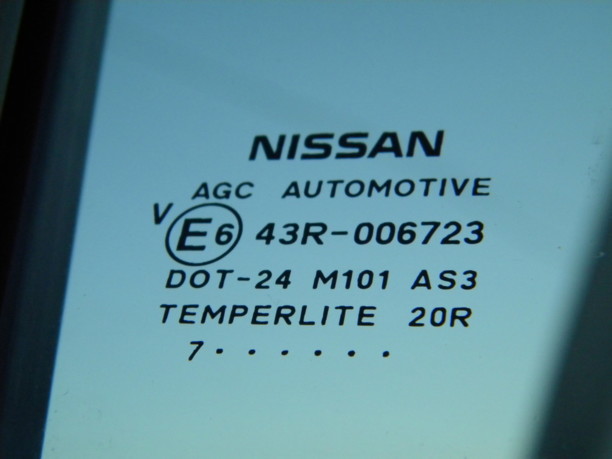 NISSAN
AGC AUTOMOTIVE
V E6 43R-006723
DOT-24 M101 AS3
TEMPERLITE 20R
7 · · · · · ·